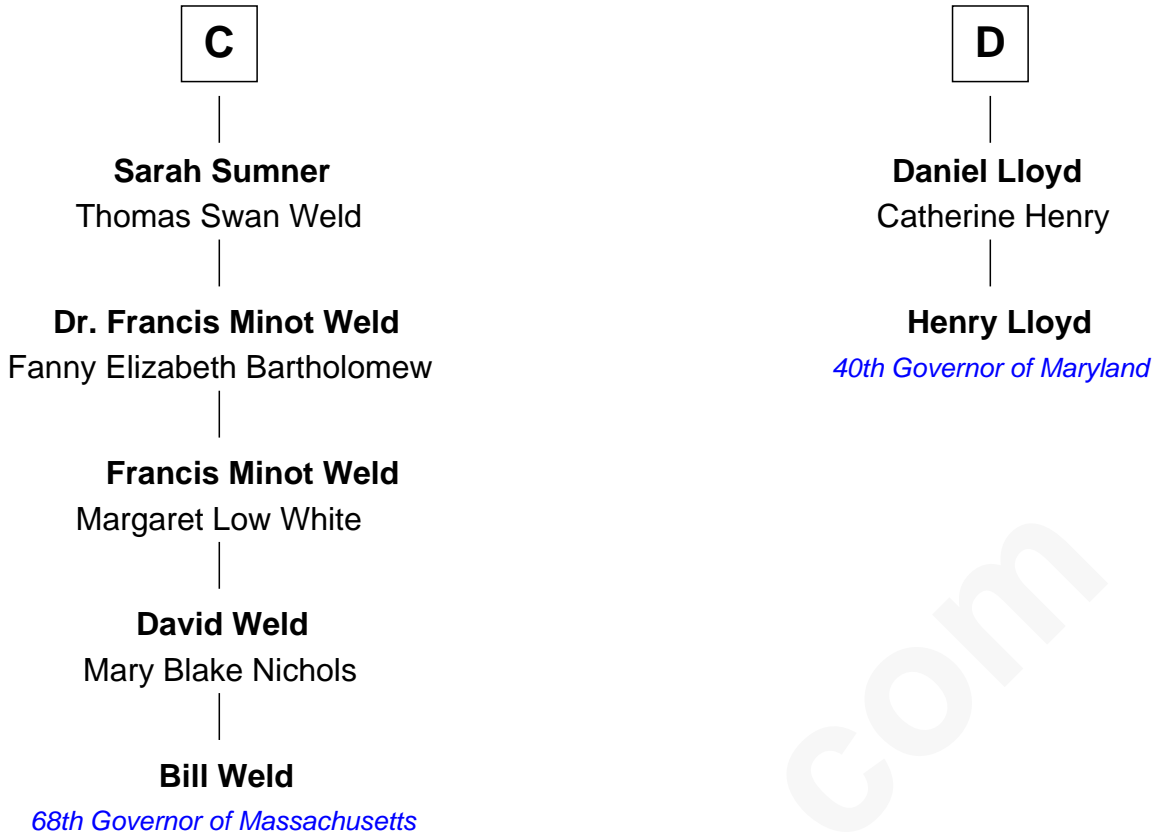 C
Sarah Sumner
Thomas Swan Weld
Dr. Francis Minot Weld
Fanny Elizabeth Bartholomew
Francis Minot Weld
Margaret Low White
David Weld
Mary Blake Nichols
Bill Weld
68th Governor of Massachusetts
D
Daniel Lloyd
Catherine Henry
Henry Lloyd
40th Governor of Maryland
com